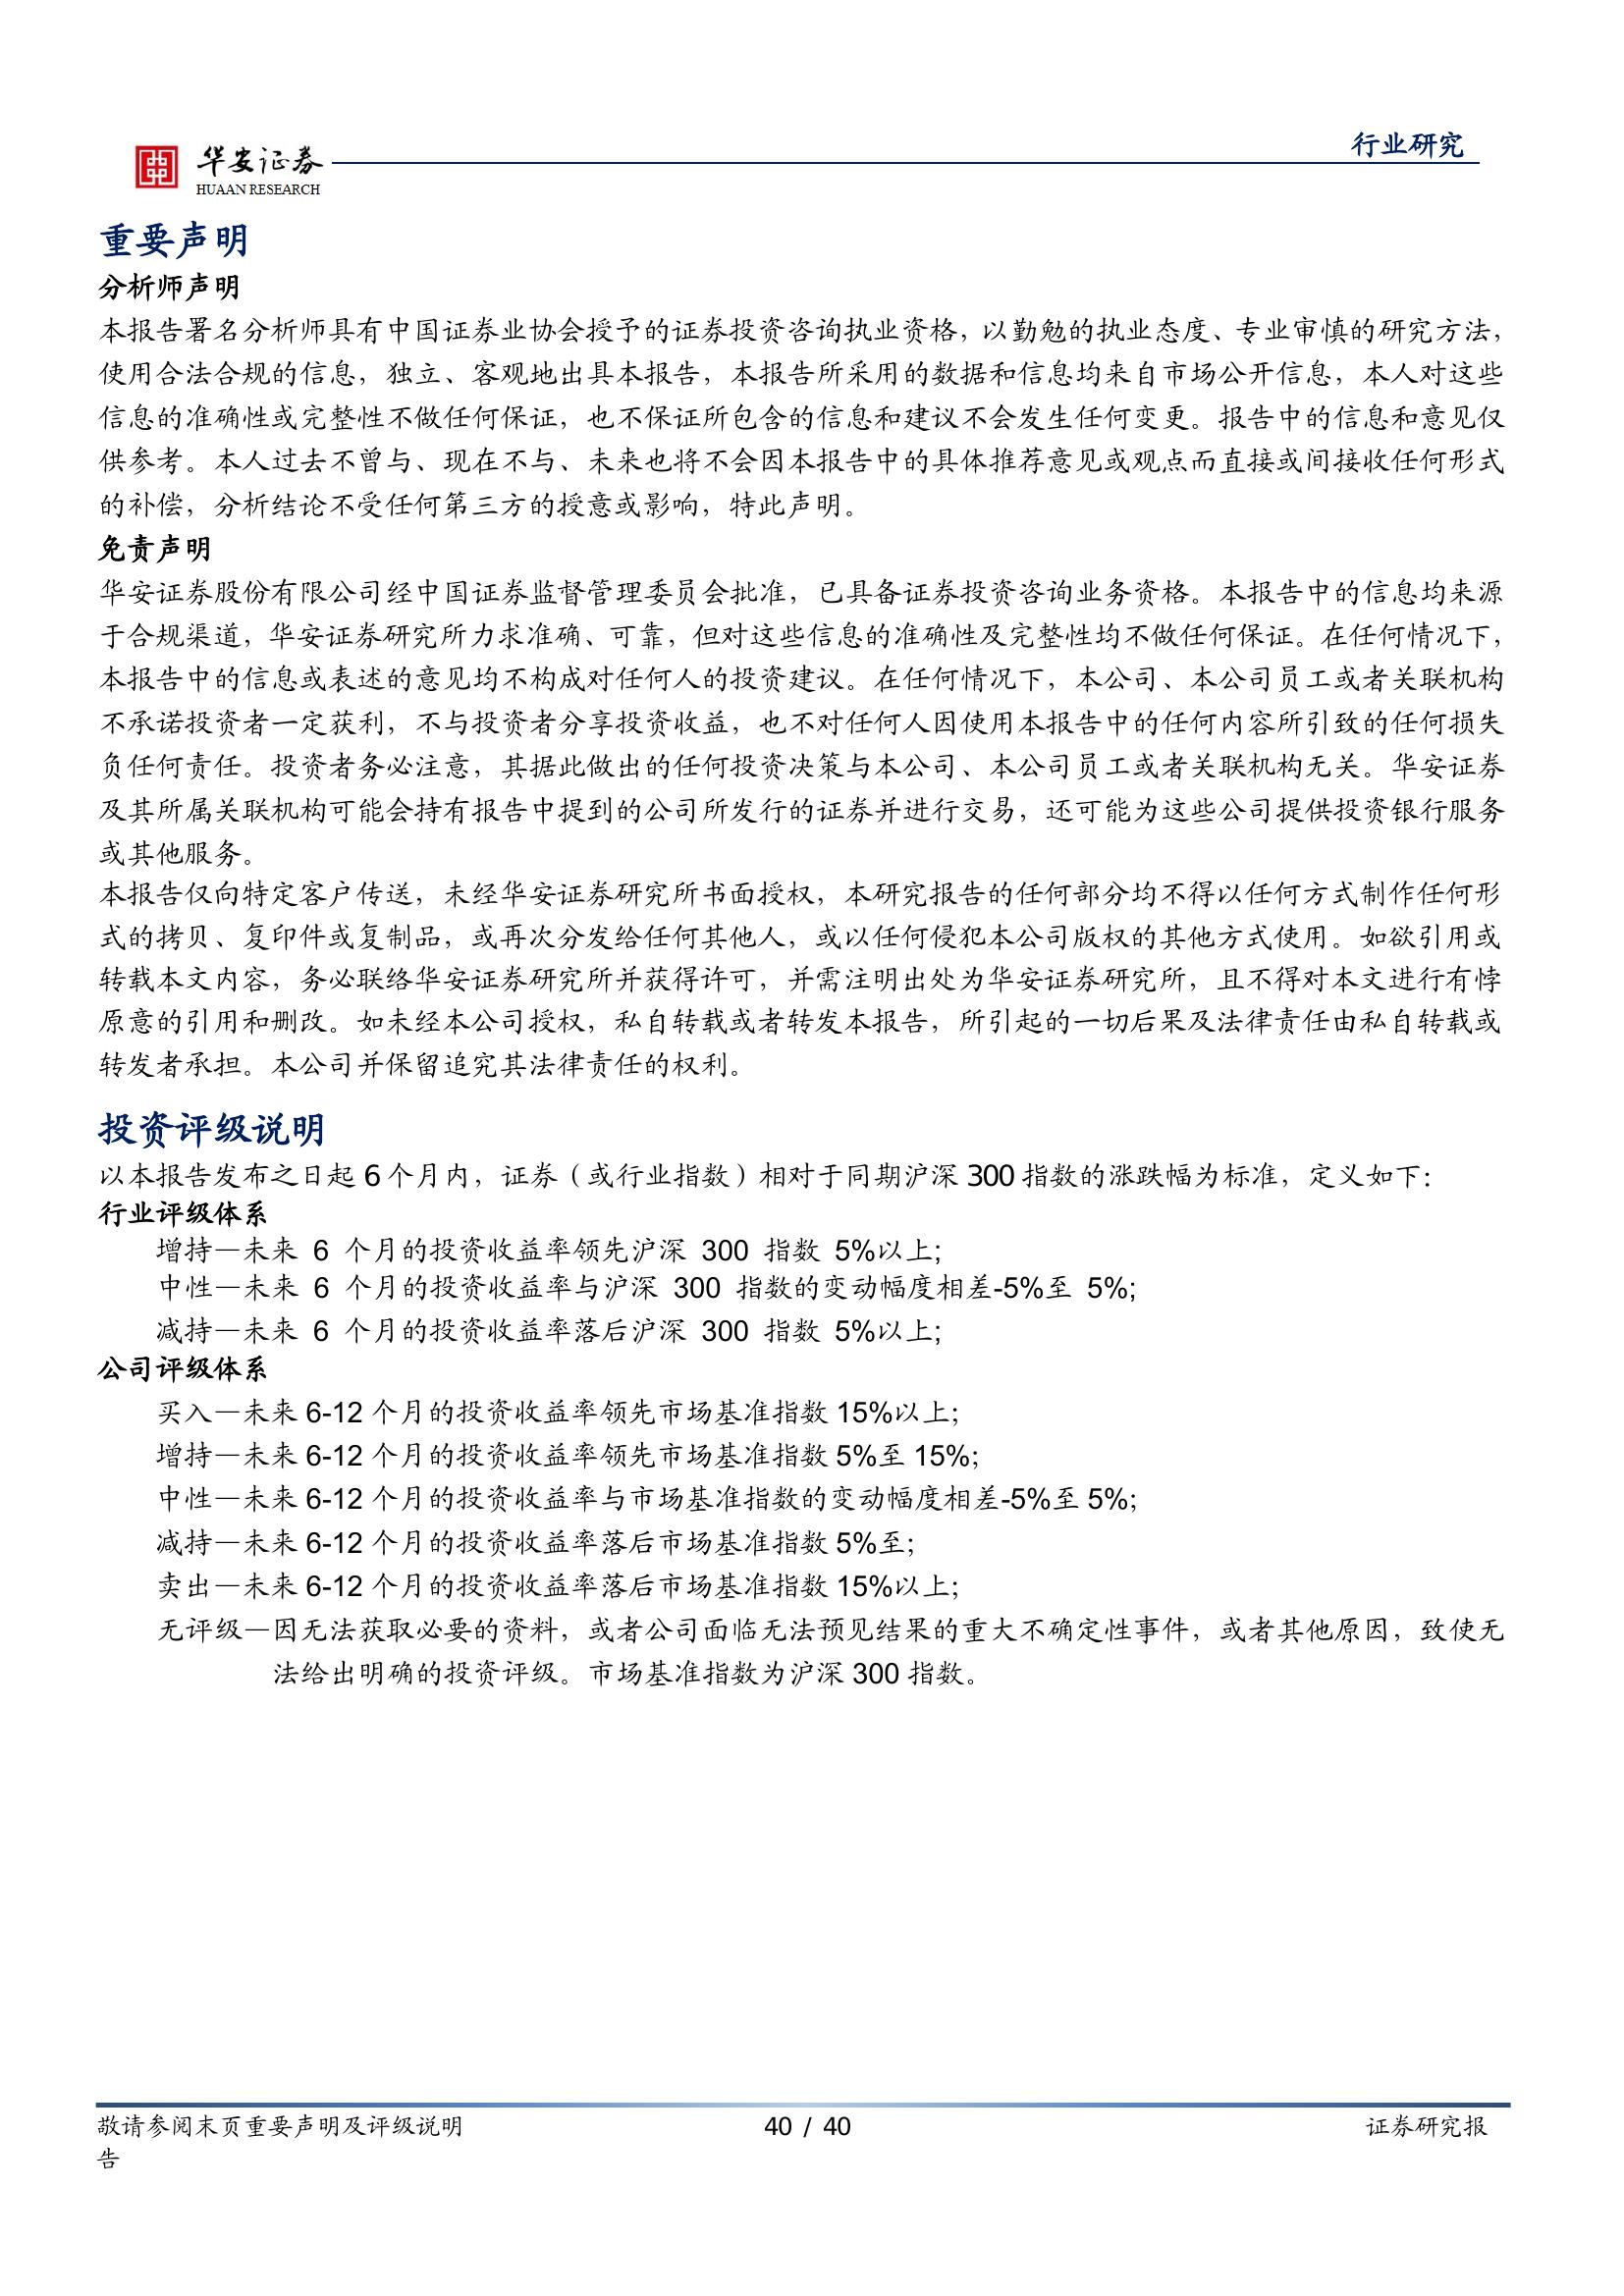 行业研究
华安证券
HUAAN RESEARCH
重要声明
分析师声明
本报告署名分析师具有中国证券业协会授予的证券投资咨询执业资格，以勤勉的执业态度、专业审慎的研究方法，
使用合法合规的信息，独立、客观地出具本报告，本报告所采用的数据和信息均来自市场公开信息，本人对这些
信息的准确性或完整性不做任何保证，也不保证所包含的信息和建议不会发生任何变更。报告中的信息和意见仅
供参考。本人过去不曾与、现在不与、未来也将不会因本报告中的具体推荐意见或观点而直接或间接收任何形式
的补偿，分析结论不受任何第三方的授意或影响，特此声明。
免责声明
华安证券股份有限公司经中国证券监督管理委员会批准，已具备证券投资咨询业务资格。本报告中的信息均来源
于合规渠道，华安证券研究所力求准确、可靠，但对这些信息的准确性及完整性均不做任何保证。在任何情况下，
本报告中的信息或表述的意见均不构成对任何人的投资建议。在任何情况下，本公司、本公司员工或者关联机构
不承诺投资者一定获利，不与投资者分享投资收益，也不对任何人因使用本报告中的任何内容所引致的任何损失
负任何责任。投资者务必注意，其据此做出的任何投资决策与本公司、本公司员工或者关联机构无关。华安证券
及其所属关联机构可能会持有报告中提到的公司所发行的证券并进行交易，还可能为这些公司提供投资银行服务
或其他服务。
本报告仅向特定客户传送，未经华安证券研究所书面授权，本研究报告的任何部分均不得以任何方式制作任何形
式的拷贝、复印件或复制品，或再次分发给任何其他人，或以任何侵犯本公司版权的其他方式使用。如欲引用或
转载本文内容，务必联络华安证券研究所并获得许可，并需注明出处为华安证券研究所，且不得对本文进行有悖
原意的引用和删改。如未经本公司授权，私自转载或者转发本报告，所引起的一切后果及法律责任由私自转载或
转发者承担。本公司并保留追究其法律责任的权利。
投资评级说明
以本报告发布之日起 6 个月内，证券（或行业指数）相对于同期沪深 300 指数的涨跌幅为标准，定义如下：
行业评级体系
增持—未来 6 个月的投资收益率领先沪深 300 指数 5%以上;
中性—未来 6 个月的投资收益率与沪深 300 指数的变动幅度相差-5%至 5%;
减持—未来 6 个月的投资收益率落后沪深 300 指数 5%以上;
公司评级体系
买入—未来 6-12 个月的投资收益率领先市场基准指数 15%以上；
增持—未来 6-12 个月的投资收益率领先市场基准指数 5%至 15%；
中性—未来 6-12 个月的投资收益率与市场基准指数的变动幅度相差-5%至 5%；
减持—未来 6-12 个月的投资收益率落后市场基准指数 5%至；
卖出—未来 6-12 个月的投资收益率落后市场基准指数 15%以上；
无评级—因无法获取必要的资料，或者公司面临无法预见结果的重大不确定性事件，或者其他原因，致使无
法给出明确的投资评级。市场基准指数为沪深 300 指数。
敬请参阅末页重要声明及评级说明 40 / 40 证券研究报
告